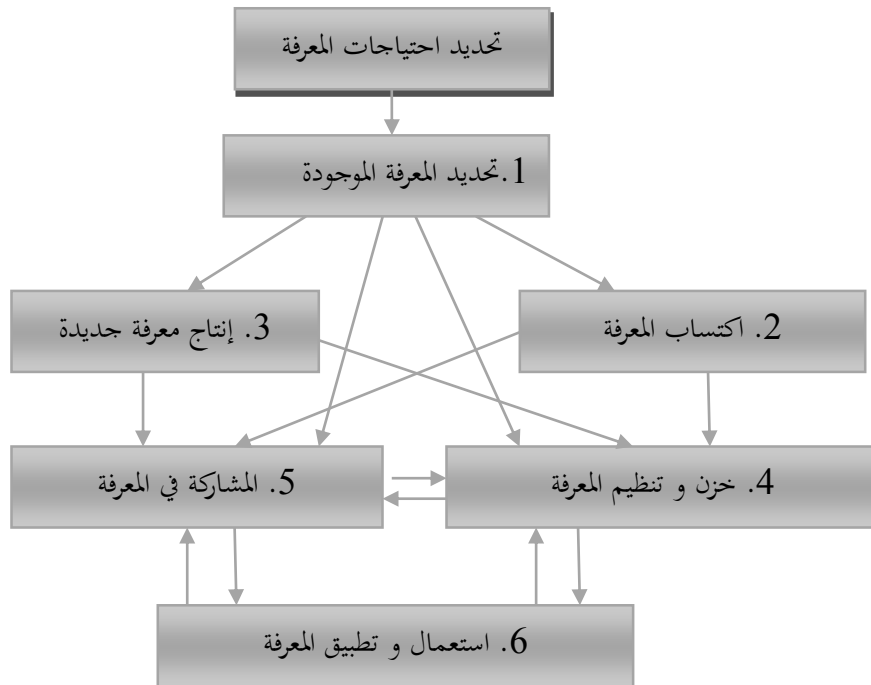 تحديد احتياجات المعرفة
1.تحديد المعرفة الموجودة
2. اكتساب المعرفة
3. إنتاج معرفة جديدة
4. خزن و تنظيم المعرفة
5. المشاركة في المعرفة
6. استعمال و تطبيق المعرفة